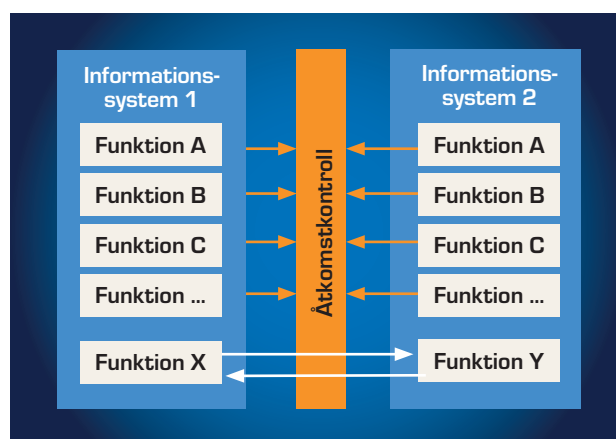 Informations-
system 1
Funktion A
Funktion B
Funktion C
Funktion ...
Funktion X
Åtkomstkontroll
Informations-
system 2
Funktion A
Funktion B
Funktion C
Funktion ...
Funktion Y